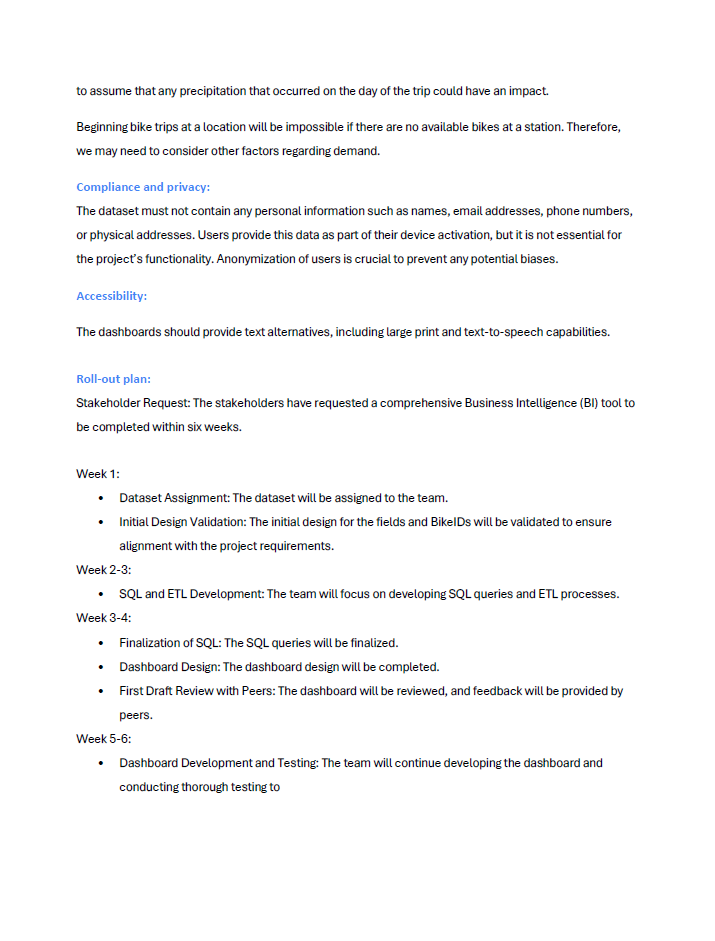 to assume that any precipitation that occurred on the day of the trip could have an impact.
Beginning bike trips at a location will be impossible if there are no available bikes at a station. Therefore,
we may need to consider other factors regarding demand.
Compliance and privacy:
The dataset must not contain any personal information such as names, email addresses, phone numbers,
or physical addresses. Users provide this data as part of their device activation, but it is not essential for
the project's functionality. Anonymization of users is crucial to prevent any potential biases.
Accessibility:
The dashboards should provide text alternatives, including large print and text-to-speech capabilities.
Roll-out plan:
Stakeholder Request: The stakeholders have requested a comprehensive Business Intelligence (BI) tool to
be completed within six weeks.
Week 1:
• Dataset Assignment: The dataset will be assigned to the team.
• Initial Design Validation: The initial design for the fields and BikeIDs will be validated to ensure
alignment with the project requirements.
Week 2-3:
• SQL and ETL Development: The team will focus on developing SQL queries and ETL processes.
Week 3-4:
• Finalization of SQL: The SQL queries will be finalized.
• Dashboard Design: The dashboard design will be completed.
• First Draft Review with Peers: The dashboard will be reviewed, and feedback will be provided by
peers.
Week 5-6:
• Dashboard Development and Testing: The team will continue developing the dashboard and
conducting thorough testing to